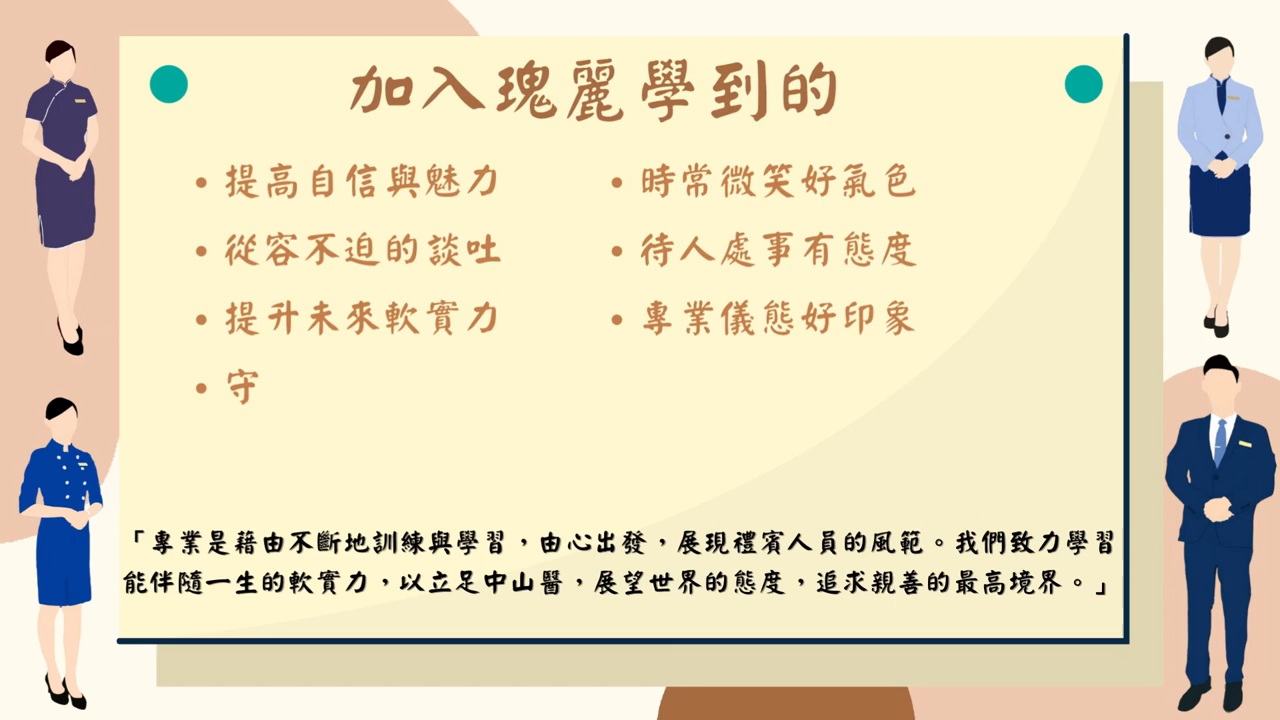 加入瑰麗學到的
• 提高自信與魅力
• 從容不迫的談吐
• 提升未來軟實力
• 守
• 時常微笑好氣色
• 待人處事有態度
• 專業儀態好印象
「專業是藉由不斷地訓練與學習，由心出發，展現禮賓人員的風範。我們致力學習
能伴隨一生的軟實力，以立足中山醫，展望世界的態度，追求親善的最高境界。」